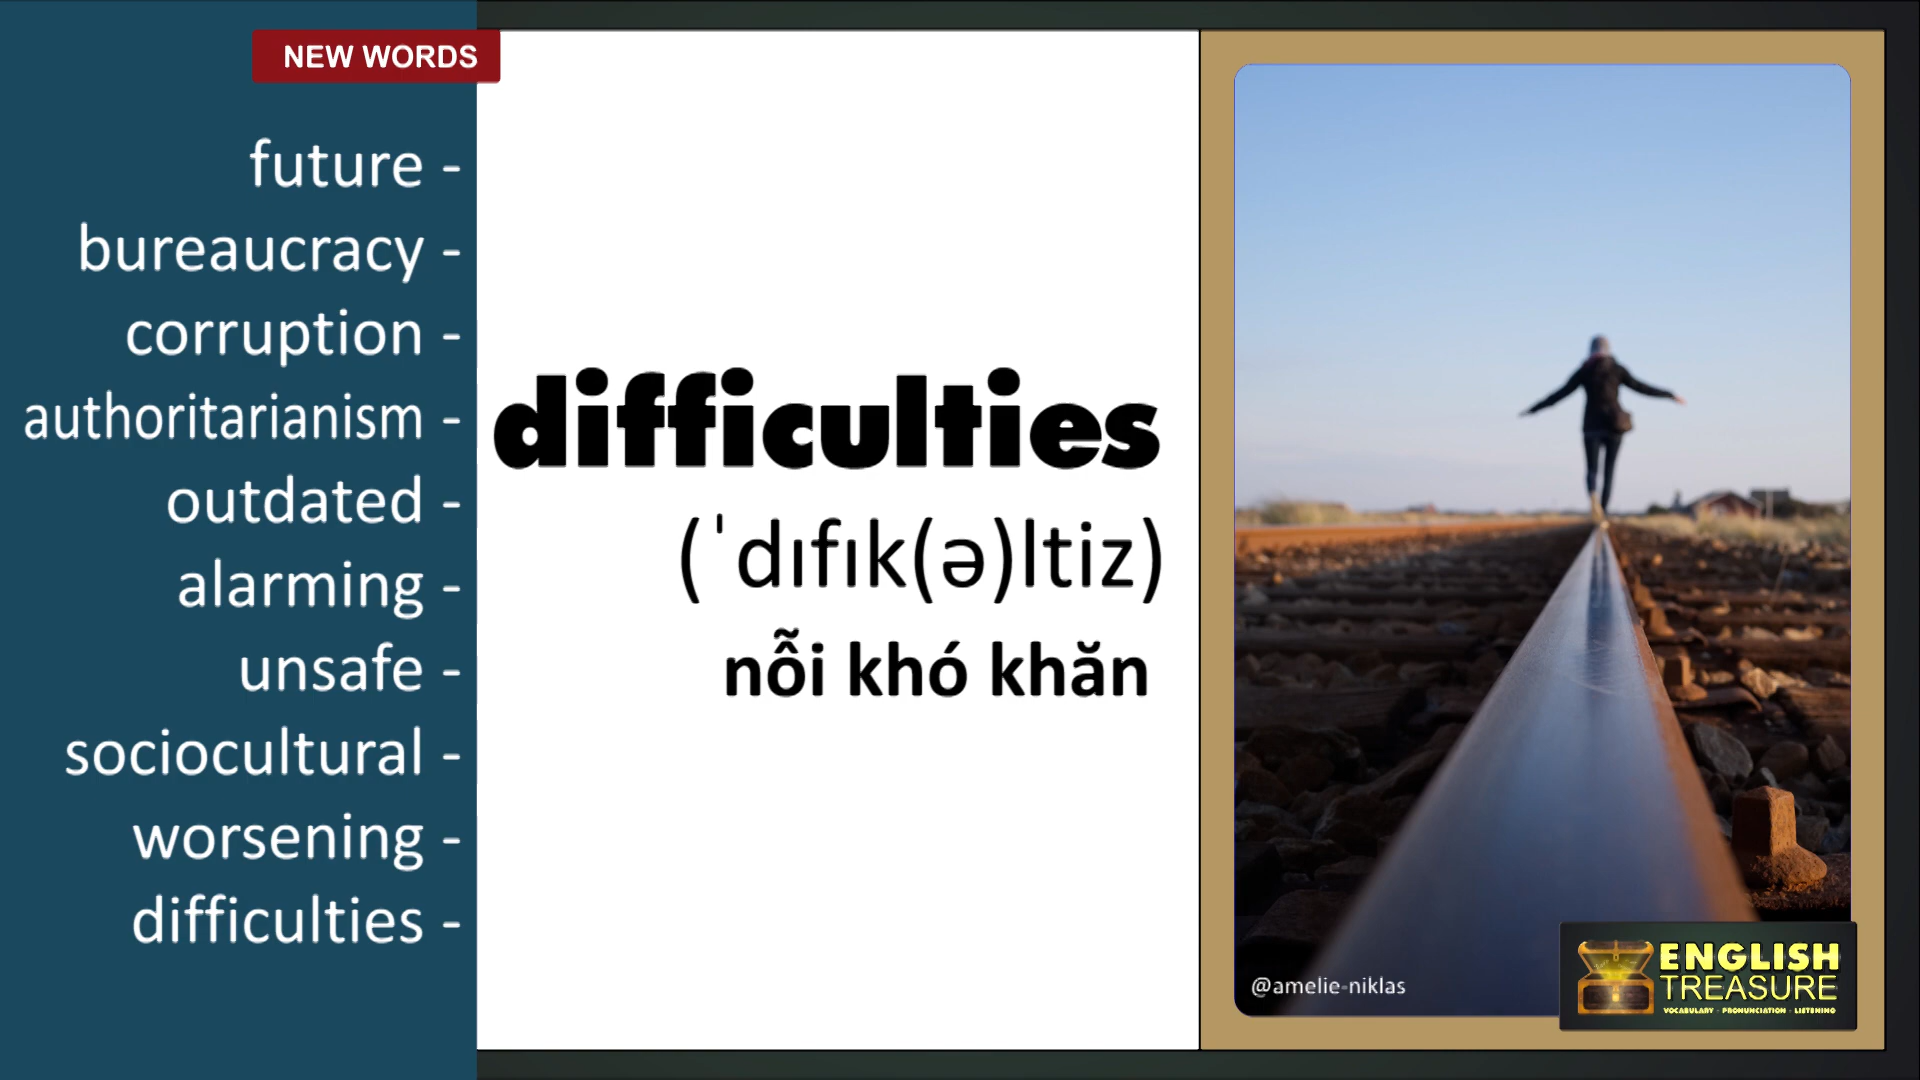 NEW WORDS
future -
bureaucracy -
corruption -
authoritarianism -
outdated -
alarming -
unsafe -
sociocultural -
worsening -
difficulties -
difficulties
(ˈdɪfɪk(ə)ltiz)
nỗi khó khăn
@amelie-niklas
ENGLISH
TREASURE
VOCABULARY - PRONUNCIATION - LISTENING